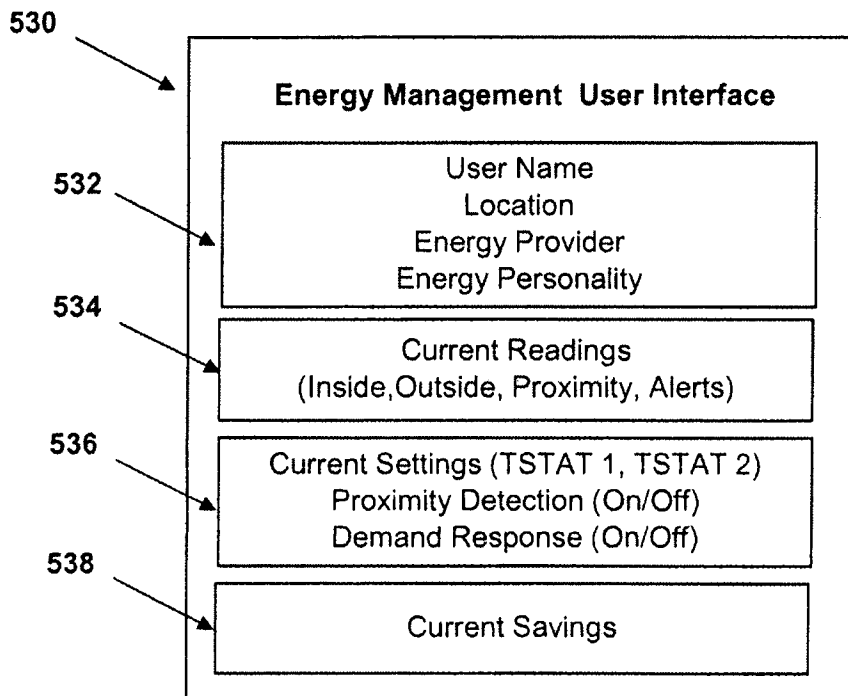 530
Energy Management User Interface
532
User Name
Location
Energy Provider
Energy Personality
534
Current Readings
(Inside,Outside, Proximity, Alerts)
536
Current Settings (TSTAT 1, TSTAT 2)
Proximity Detection (On/Off)
Demand Response (On/Off)
538
Current Savings